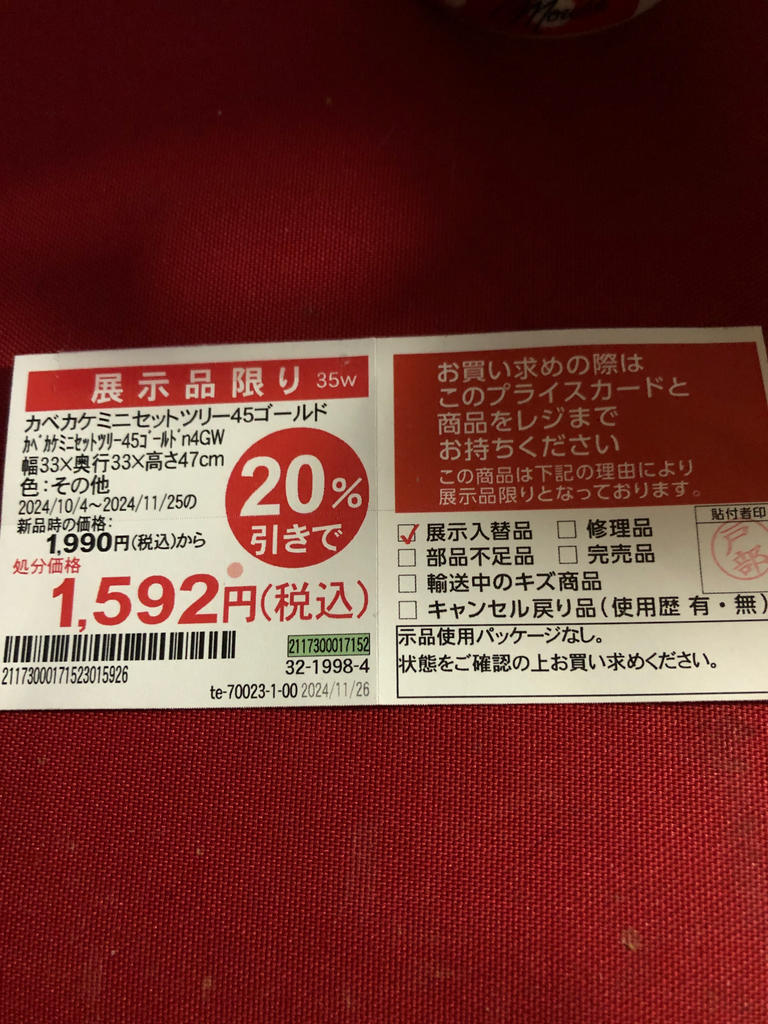 展示品限り 35w
カベカケミニセットツリー45ゴールド
ｶﾍﾞｶｹﾐﾆｾｯﾄﾂﾘｰ45ｺﾞｰﾙﾄﾞn4GW
幅33×奥行33×高さ47cm
色:その他
2024/10/4～2024/11/25の
新品時の価格:
1,990円(税込)から
20%
引きで
処分価格
1,592円(税込)
2117300017152
21173000171523015926
32-1998-4
te-70023-1-00 2024/11/26
お買い求めの際は
このプライスカードと
商品をレジまで
お持ちください
この商品は下記の理由により
展示品限りとなっております。
貼付者印
戸部
展示入替品 □ 修理品
□ 部品不足品 □ 完売品
□ 輸送中のキズ商品
□ キャンセル戻り品(使用歴 有・無)
示品使用パッケージなし。
状態をご確認の上お買い求めください。